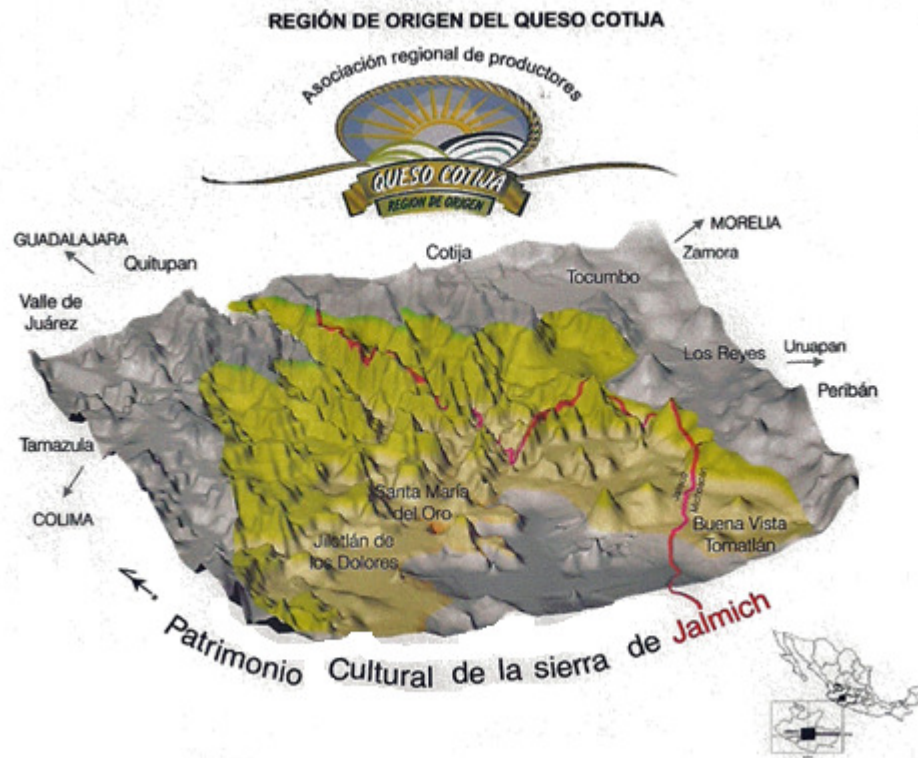 REGIÓN DE ORIGEN DEL QUESO COTIJA
Asociación regional de productores
QUESO COTIJA
REGION DE ORIGEN
MORELIA
GUADALAJARA
Cotija
Zamora
Quitupan
Tocumbo
Valle de
Juárez
Los Reyes
Uruapan
Peribán
Tamazula
COLIMA
Santa María
del Oro
Jalisco
Michoacán
Buena Vista
Tomatlán
Jilotlán de
los Dolores
Patrimonio Cultural de la sierra de Jalmich